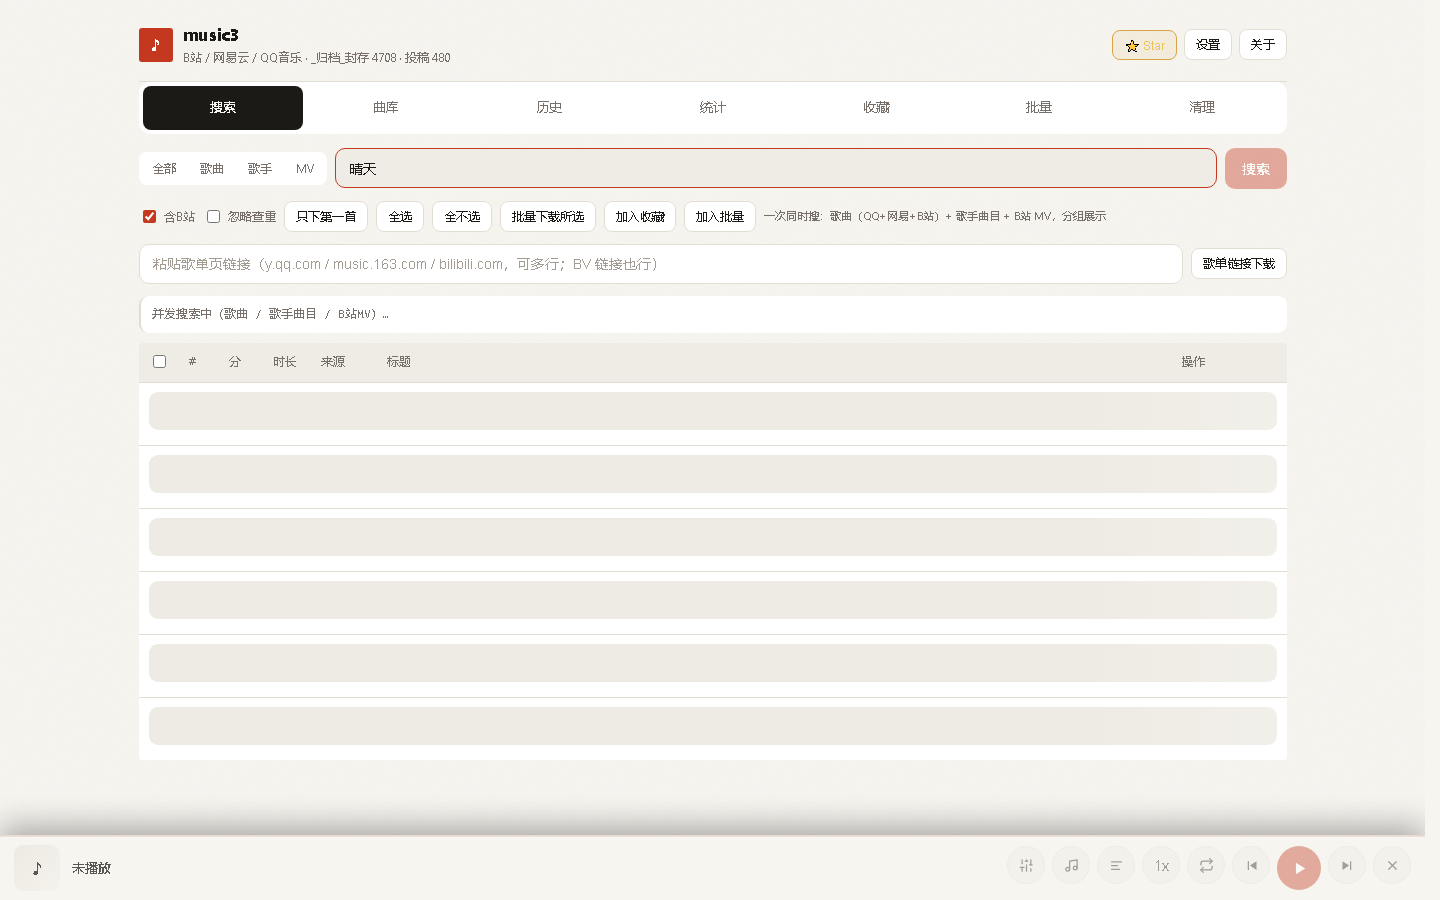 music3
B站 / 网易云 / QQ音乐 · _归档_封存 4708 · 投稿 480
Star
设置
关于
搜索
曲库
历史
统计
收藏
批量
清理
全部
歌曲
歌手
MV
晴天
搜索
含B站
忽略查重
只下第一首
全选
全不选
批量下载所选
加入收藏
加入批量
一次同时搜：歌曲（QQ+网易+B站）+ 歌手曲目 + B站 MV，分组展示
粘贴歌单页链接（y.qq.com / music.163.com / bilibili.com，可多行；BV 链接也行）
歌单链接下载
并发搜索中（歌曲 / 歌手曲目 / B站MV）…
#
分
时长
来源
标题
操作
未播放
1x